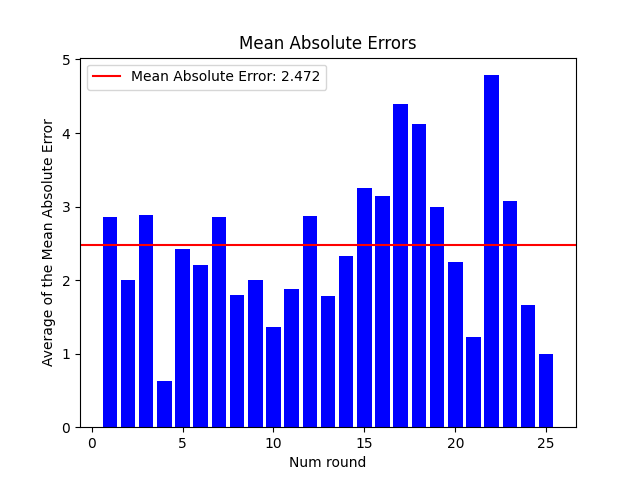 Mean Absolute Errors
Mean Absolute Error: 2.472
Average of the Mean Absolute Error
5
4
3
2
1
0
0 5 10 15 20 25
Num round